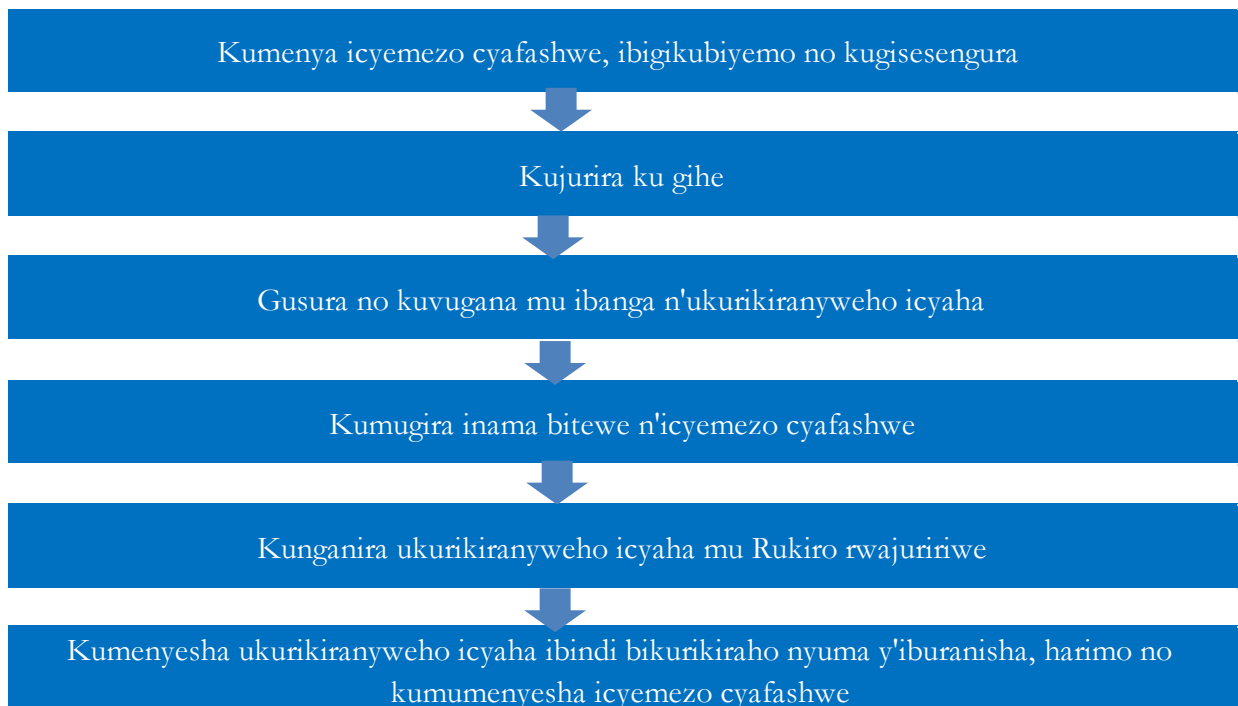 Kumenya icyemezo cyafashwe, ibigikubiyemo no kugisesengura
Kujurira ku gihe
Gusura no kuvugana mu ibanga n'ukurikiranyweho icyaha
Kumugira inama bitewe n'icyemezo cyafashwe
Kunganira ukurikiranyweho icyaha mu Rukiro rwajuririwe
Kumenyesha ukurikiranyweho icyaha ibindi bikurikiraho nyuma y'iburanisha, harimo no
kumumenyesha icyemezo cyafashwe